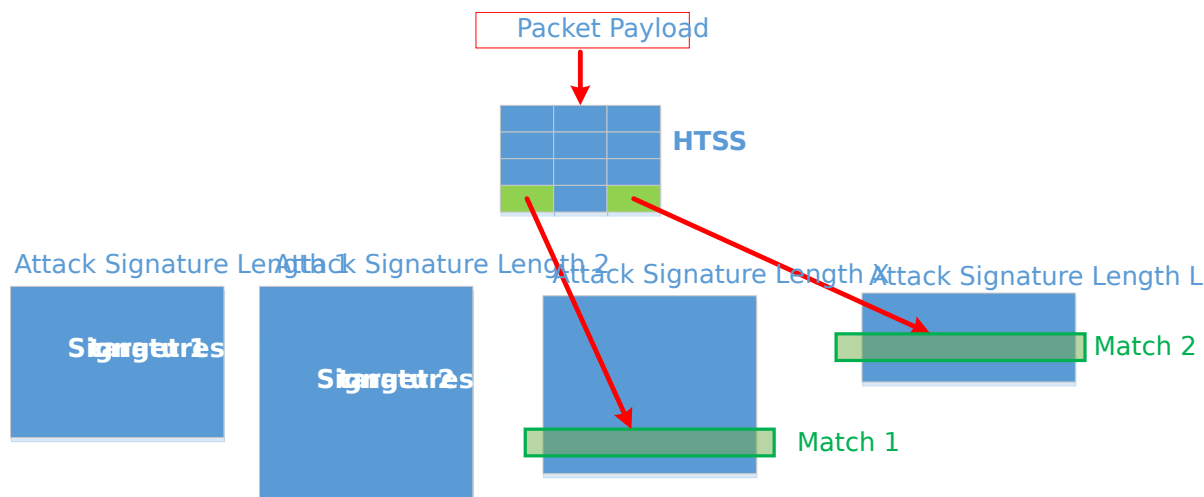 Packet Payload
HTSS
Attack Signature Length 1
Attack Signature Length 2
Attack Signature Length X
Attack Signature Length L
Match 2
Match 1